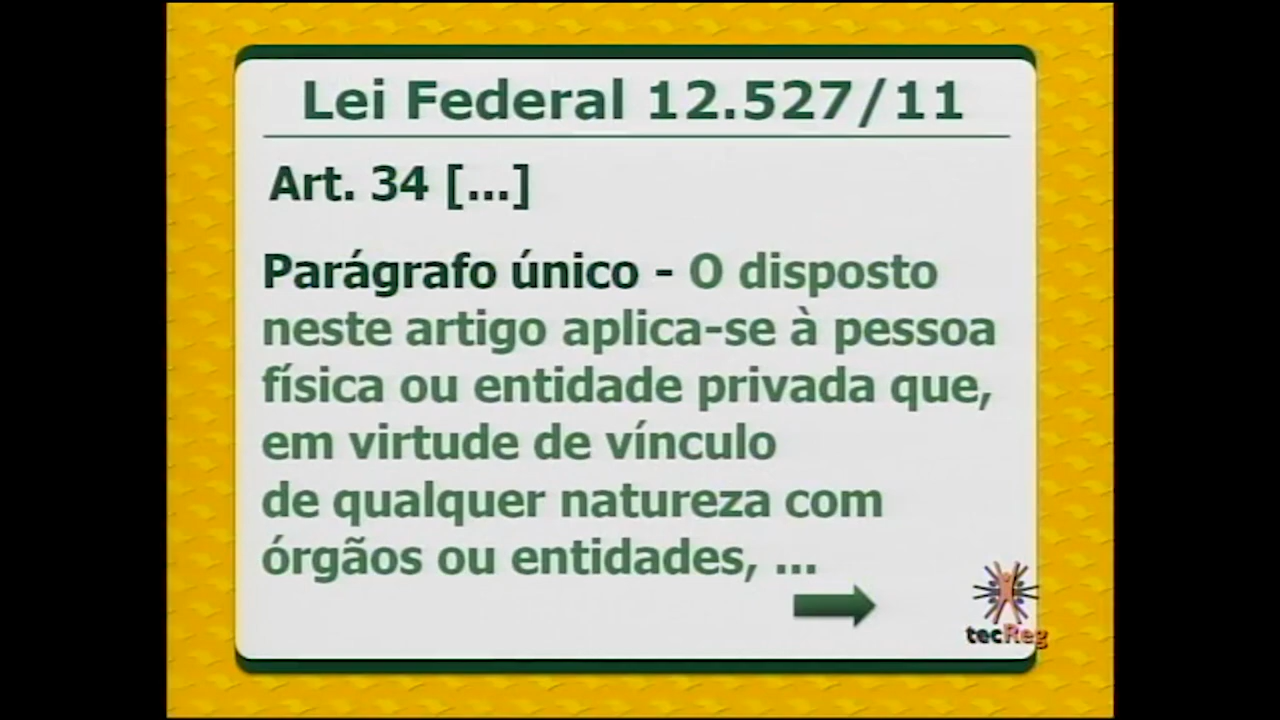 Lei Federal 12.527/11
Art. 34 [...]
Parágrafo único - O disposto
neste artigo aplica-se à pessoa
física ou entidade privada que,
em virtude de vínculo
de qualquer natureza com
órgãos ou entidades, ...
tecReg